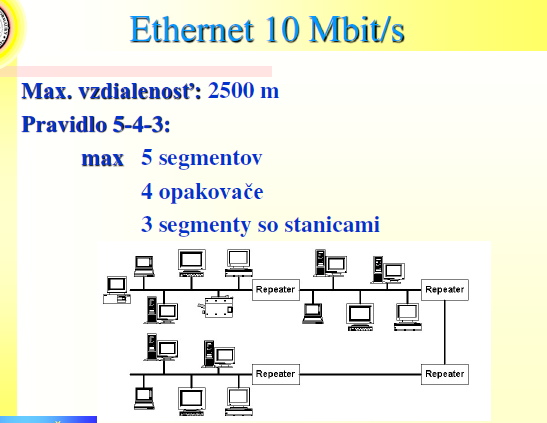 Ethernet 10 Mbit/s
Max. vzdialenosť: 2500 m
Pravidlo 5-4-3:
max 5 segmentov
4 opakovače
3 segmenty so stanicami
Repeater
Repeater
Repeater
Repeater